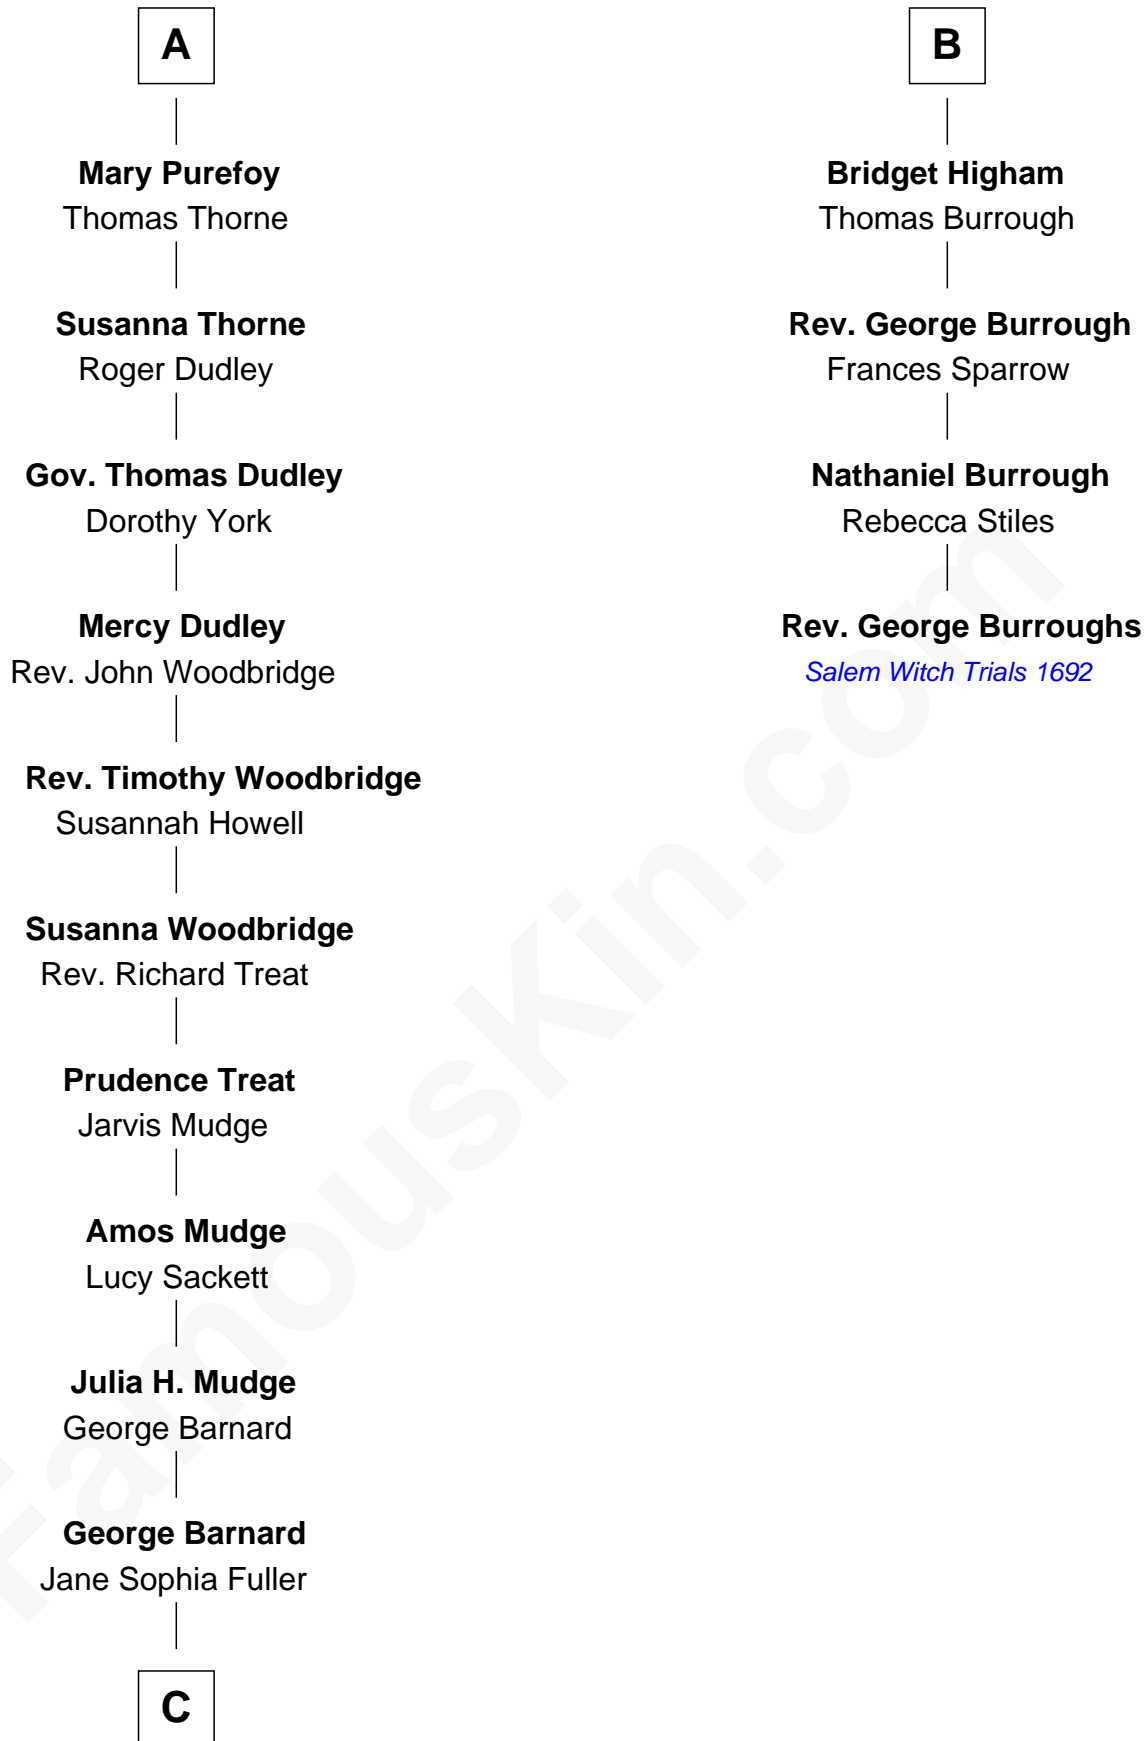 A
Mary Purefoy
Thomas Thorne
Susanna Thorne
Roger Dudley
Gov. Thomas Dudley
Dorothy York
Mercy Dudley
Rev. John Woodbridge
Rev. Timothy Woodbridge
Susannah Howell
Susanna Woodbridge
Rev. Richard Treat
Prudence Treat
Jarvis Mudge
Amos Mudge
Lucy Sackett
Julia H. Mudge
George Barnard
George Barnard
Jane Sophia Fuller
C
B
Bridget Higham
Thomas Burrough
Rev. George Burrough
Frances Sparrow
Nathaniel Burrough
Rebecca Stiles
Rev. George Burroughs
Salem Witch Trials 1692
FamousKin.com